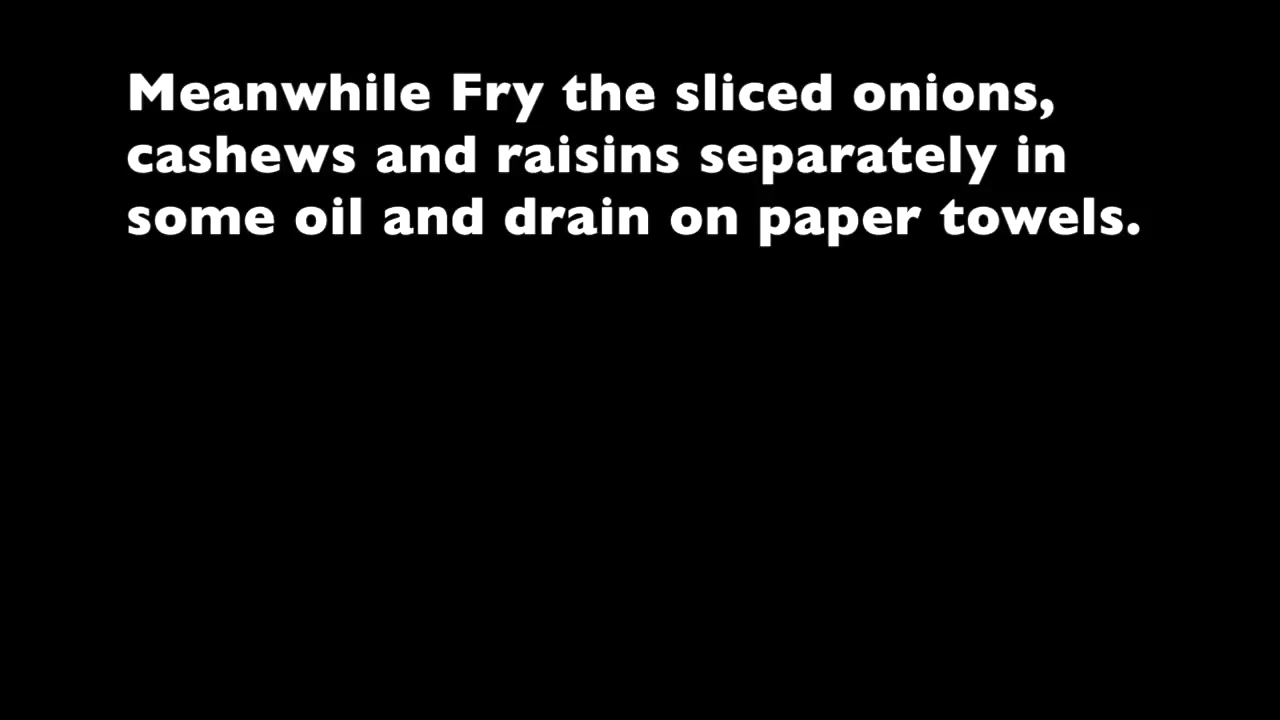 Meanwhile Fry the sliced onions,
cashews and raisins separately in
some oil and drain on paper towels.